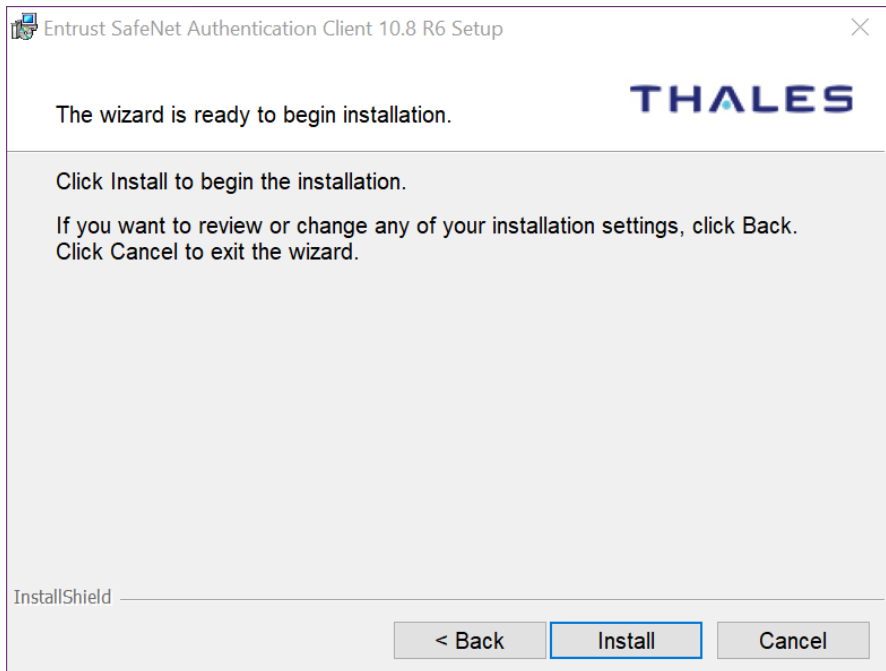 Entrust SafeNet Authentication Client 10.8 R6 Setup
THALES
The wizard is ready to begin installation.
Click Install to begin the installation.
If you want to review or change any of your installation settings, click Back.
Click Cancel to exit the wizard.
InstallShield
< Back
Install
Cancel